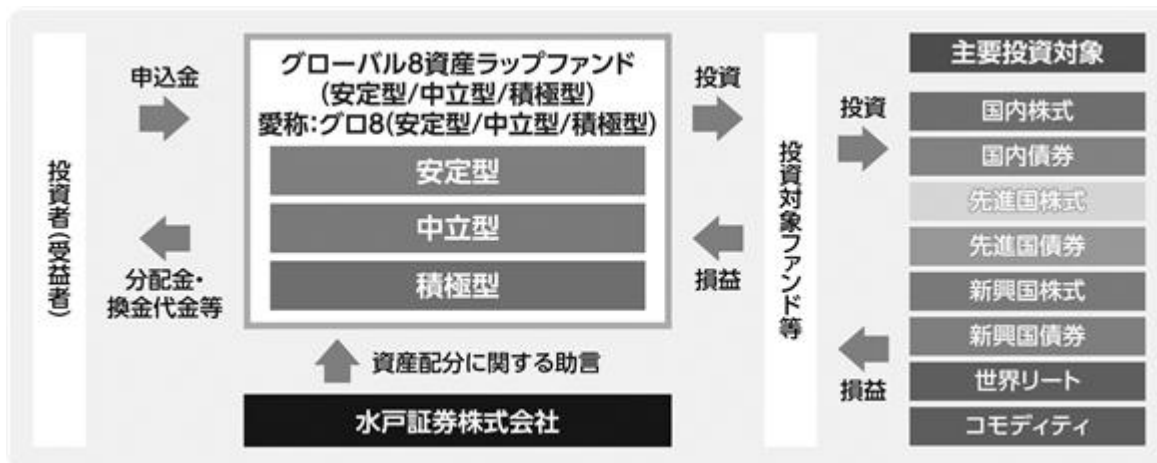 投資者(受益者)
申込金
分配金・
換金代金等
グローバル8資産ラップファンド
(安定型/中立型/積極型)
愛称:グロ8(安定型/中立型/積極型)
安定型
中立型
積極型
資産配分に関する助言
水戸証券株式会社
投資
損益
投資対象ファンド等
投資
損益
主要投資対象
国内株式
国内債券
先進国株式
先進国債券
新興国株式
新興国債券
世界リート
コモディティ